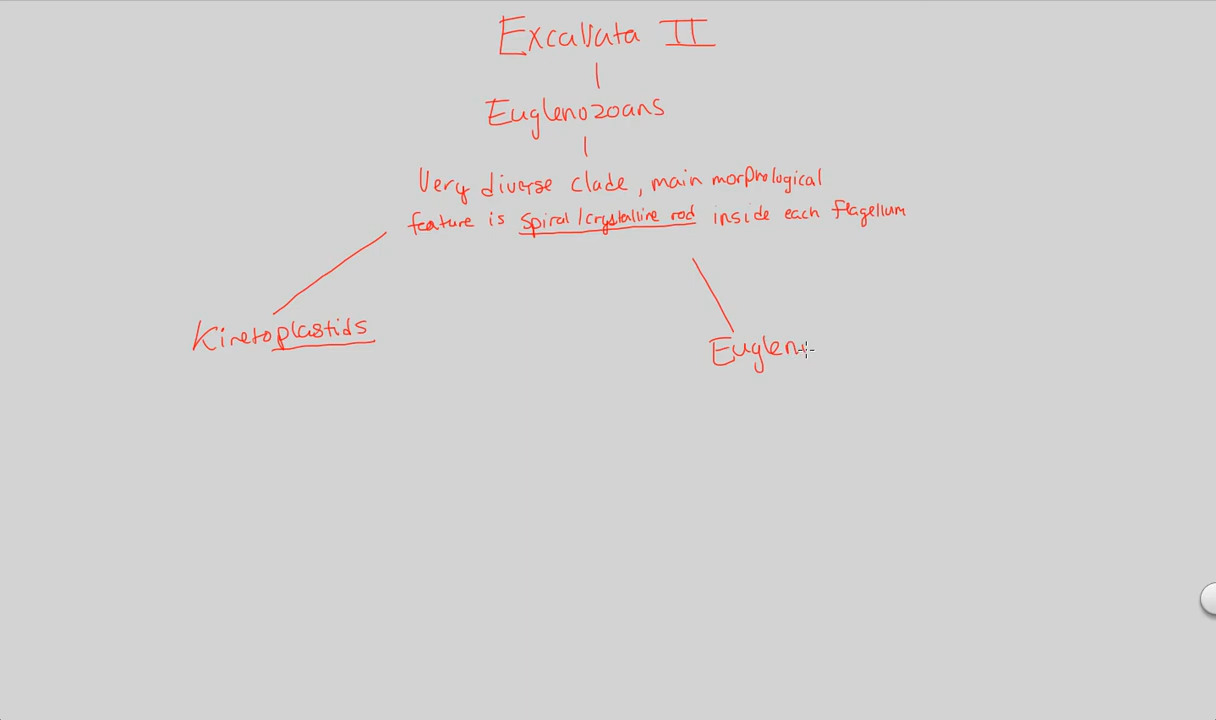 Excavata II
Euglenozoans
Very diverse clade, main morphological
feature is spiral/crystalline rod inside each flagellum
Kinetoplastids
Euglen